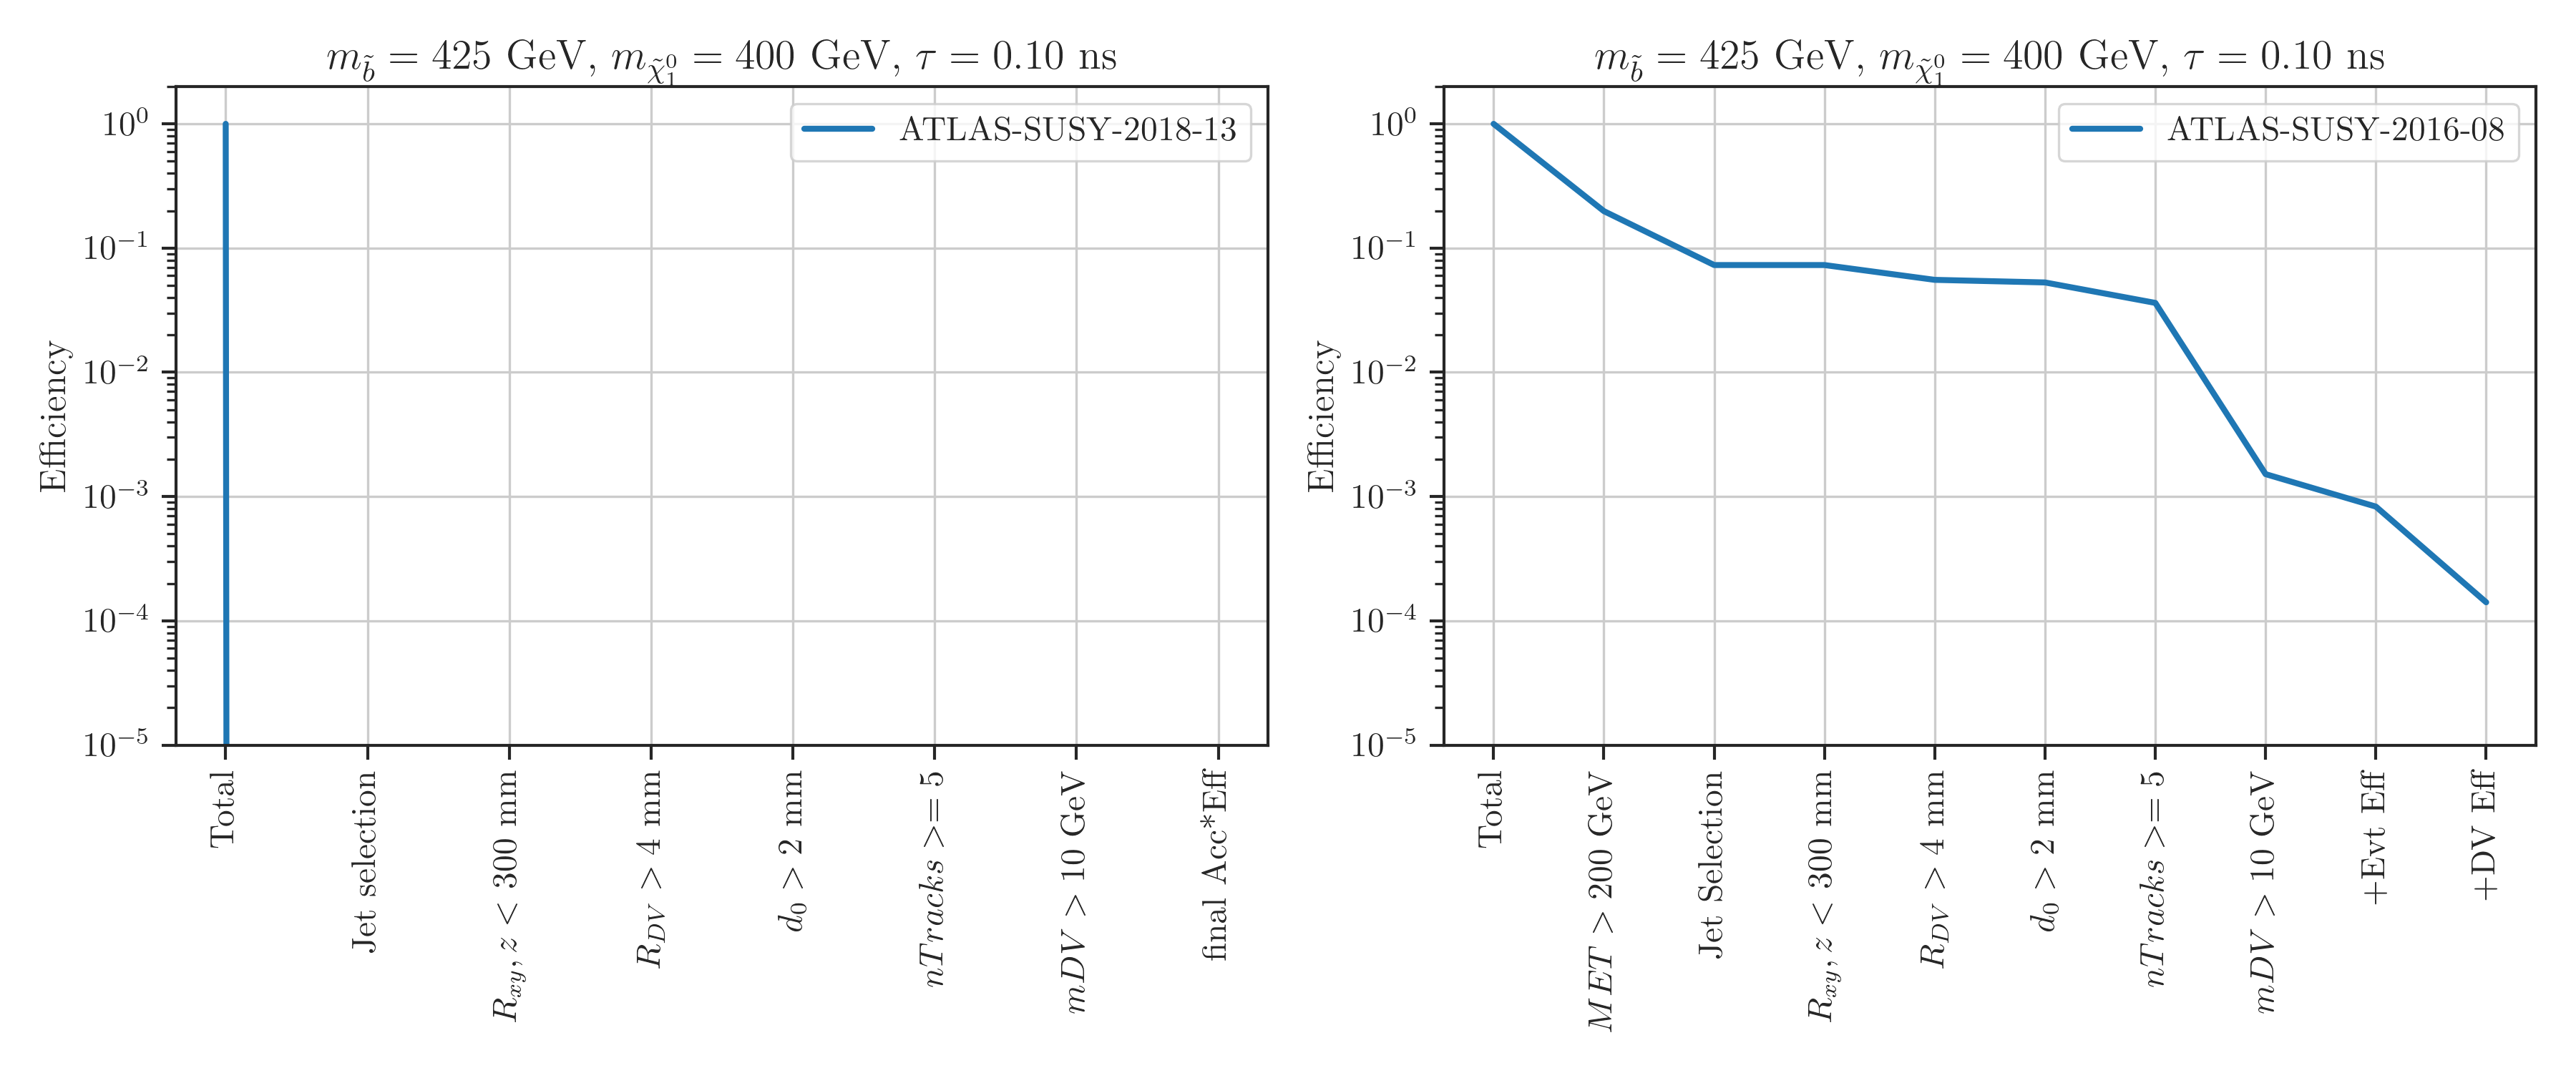 m_b̃ = 425 GeV, m_χ̃₁⁰ = 400 GeV, τ = 0.10 ns
ATLAS-SUSY-2018-13
Efficiency
10⁰
10⁻¹
10⁻²
10⁻³
10⁻⁴
10⁻⁵
Total
Jet selection
R_xy, z < 300 mm
R_DV > 4 mm
d₀ > 2 mm
nTracks >= 5
mDV > 10 GeV
final Acc*Eff
m_b̃ = 425 GeV, m_χ̃₁⁰ = 400 GeV, τ = 0.10 ns
ATLAS-SUSY-2016-08
Efficiency
10⁰
10⁻¹
10⁻²
10⁻³
10⁻⁴
10⁻⁵
Total
MET > 200 GeV
Jet Selection
R_xy, z < 300 mm
R_DV > 4 mm
d₀ > 2 mm
nTracks >= 5
mDV > 10 GeV
+Evt Eff
+DV Eff